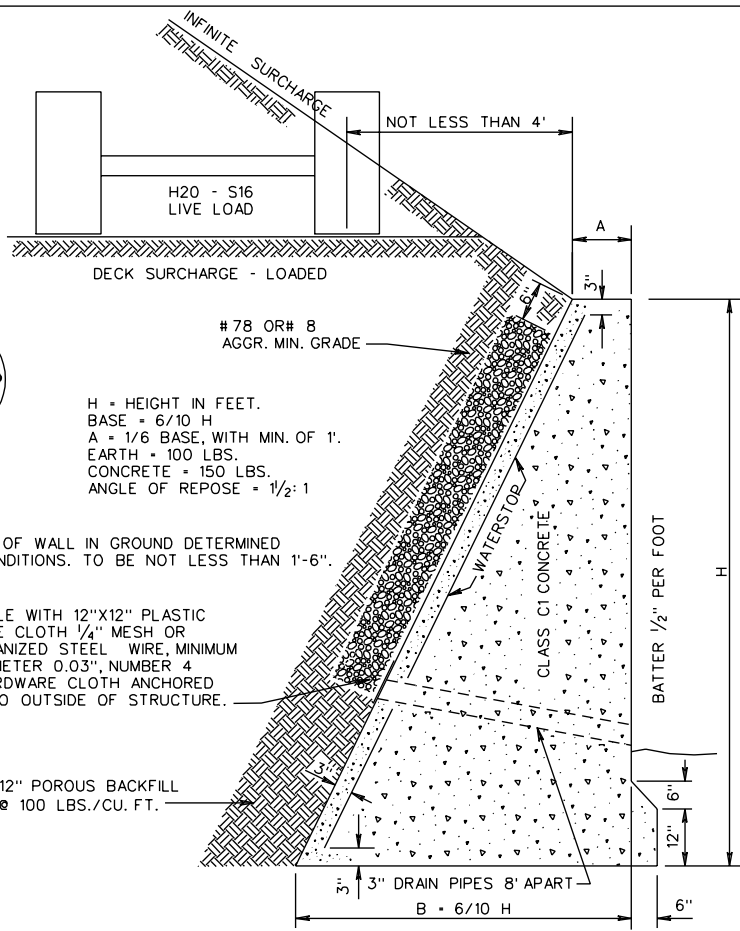 INFINITE SURCHARGE
NOT LESS THAN 4'
H20 - S16
LIVE LOAD
A
DECK SURCHARGE - LOADED
3"
6"
#78 OR# 8
AGGR. MIN. GRADE
H = HEIGHT IN FEET.
BASE = 6/10 H
A = 1/6 BASE, WITH MIN. OF 1'.
EARTH = 100 LBS.
CONCRETE = 150 LBS.
ANGLE OF REPOSE = 1 1/2: 1
OF WALL IN GROUND DETERMINED
NDITIONS. TO BE NOT LESS THAN 1'-6".
WATERSTOP
CLASS C1 CONCRETE
BATTER 1/2" PER FOOT
H
LE WITH 12"X12" PLASTIC
E CLOTH 1/4" MESH OR
ANIZED STEEL WIRE, MINIMUM
METER 0.03", NUMBER 4
RDWARE CLOTH ANCHORED
O OUTSIDE OF STRUCTURE.
12" POROUS BACKFILL
@ 100 LBS./CU. FT.
3"
6"
12"
3"
3" DRAIN PIPES 8' APART
B = 6/10 H
6"